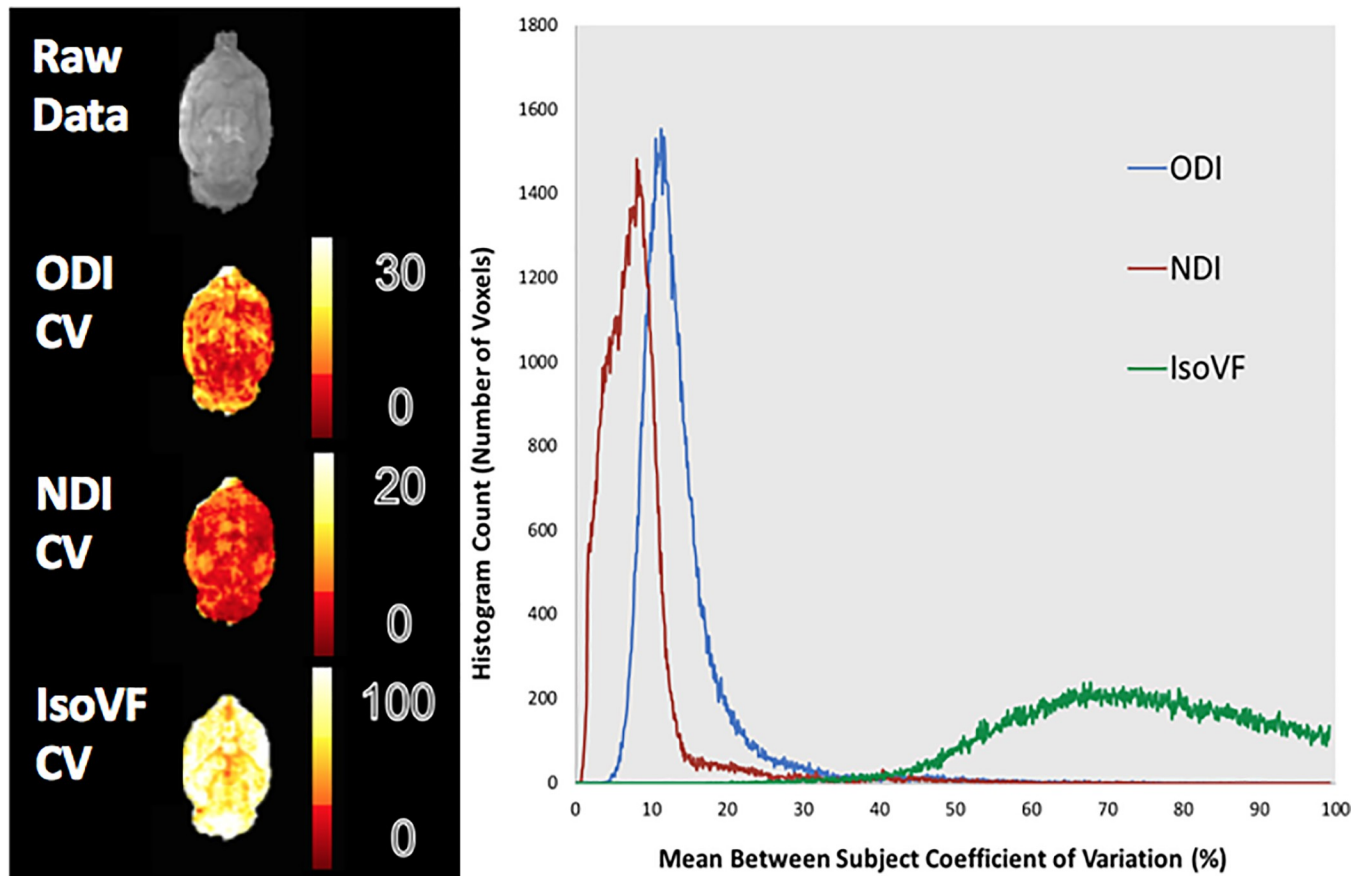 Raw
Data
ODI
CV
30
0
NDI
CV
20
0
IsoVF
CV
100
0
Histogram Count (Number of Voxels)
1800
1600
1400
1200
1000
800
600
400
200
0
0 10 20 30 40 50 60 70 80 90 100
Mean Between Subject Coefficient of Variation (%)
ODI
NDI
IsoVF